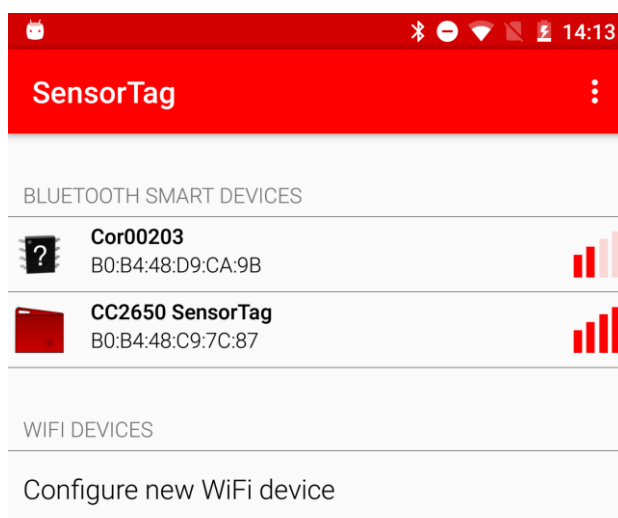 14:13
SensorTag
BLUETOOTH SMART DEVICES
?
Cor00203
B0:B4:48:D9:CA:9B
CC2650 SensorTag
B0:B4:48:C9:7C:87
WIFI DEVICES
Configure new WiFi device